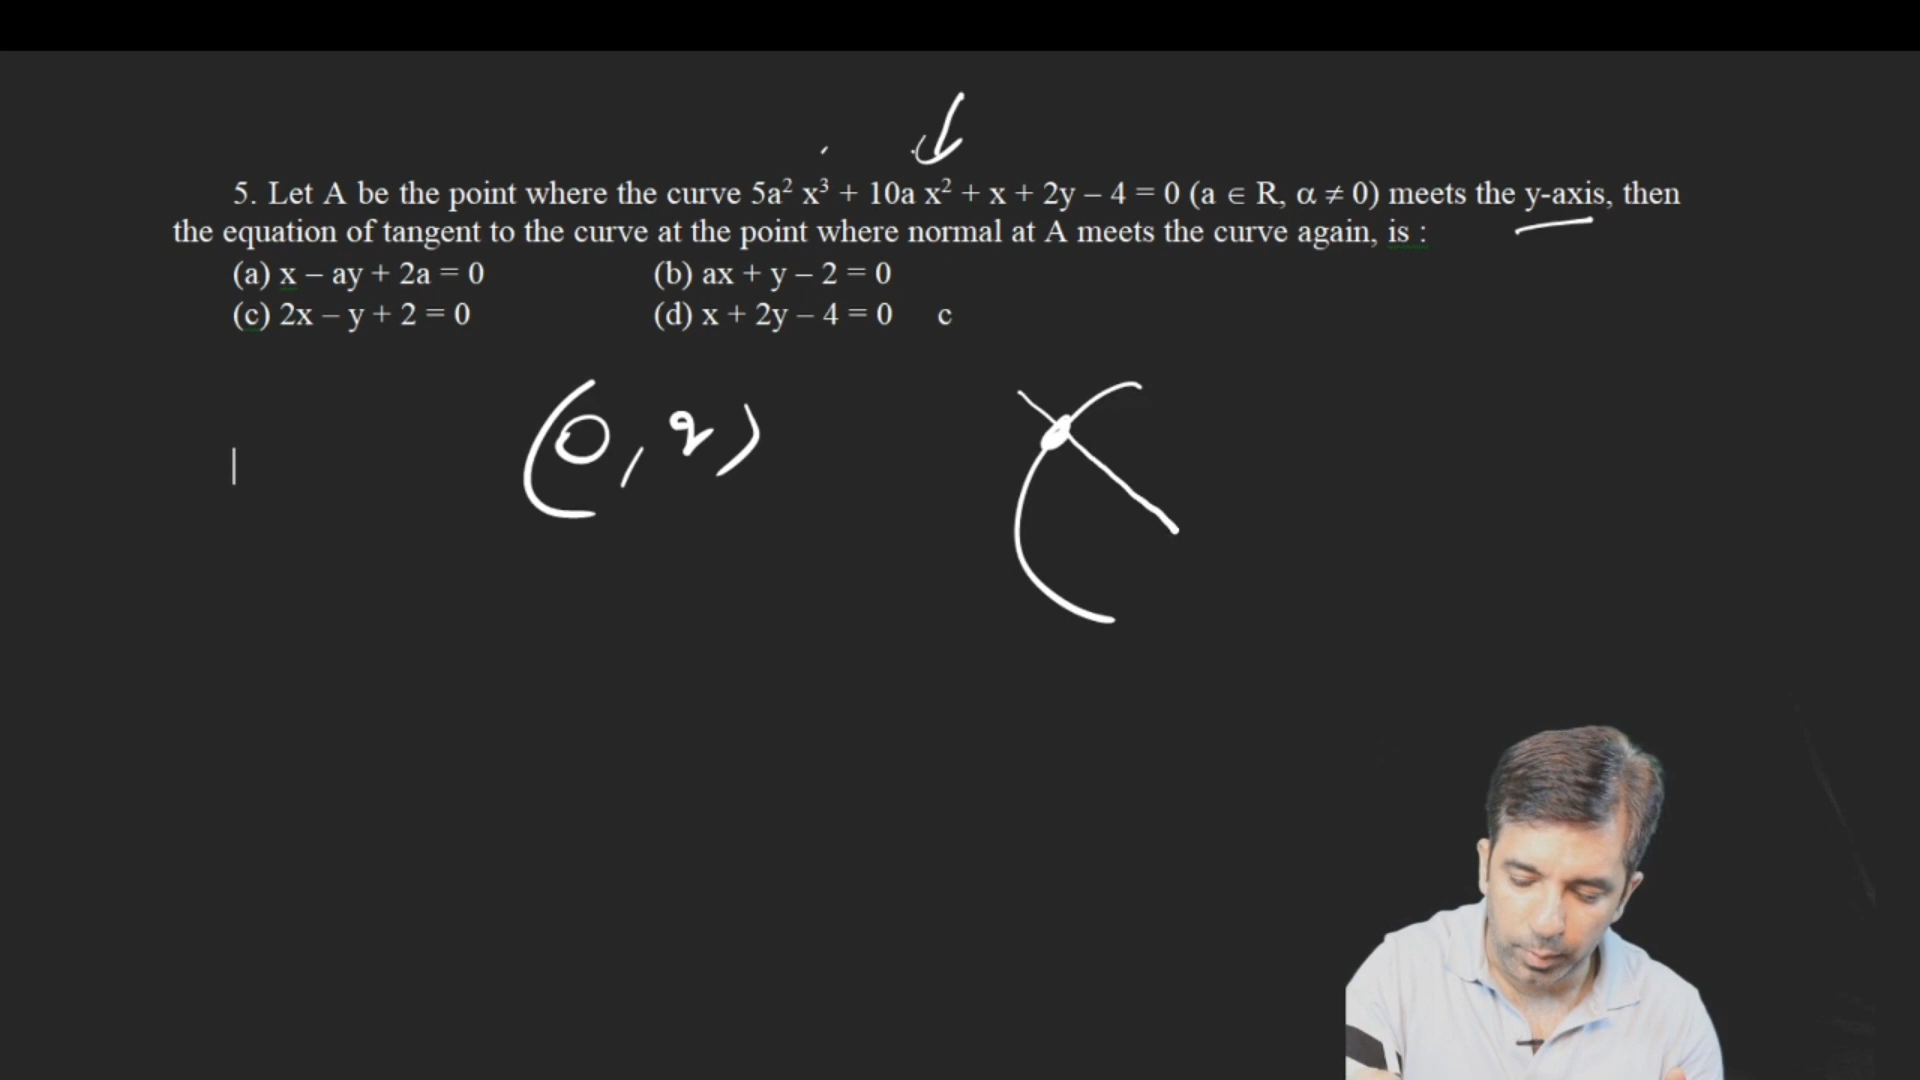 5. Let A be the point where the curve 5a² x³ + 10a x² + x + 2y – 4 = 0 (a ∈ R, α ≠ 0) meets the y-axis, then
the equation of tangent to the curve at the point where normal at A meets the curve again, is :
(a) x – ay + 2a = 0 (b) ax + y – 2 = 0
(c) 2x – y + 2 = 0 (d) x + 2y – 4 = 0 c
(0, 2)